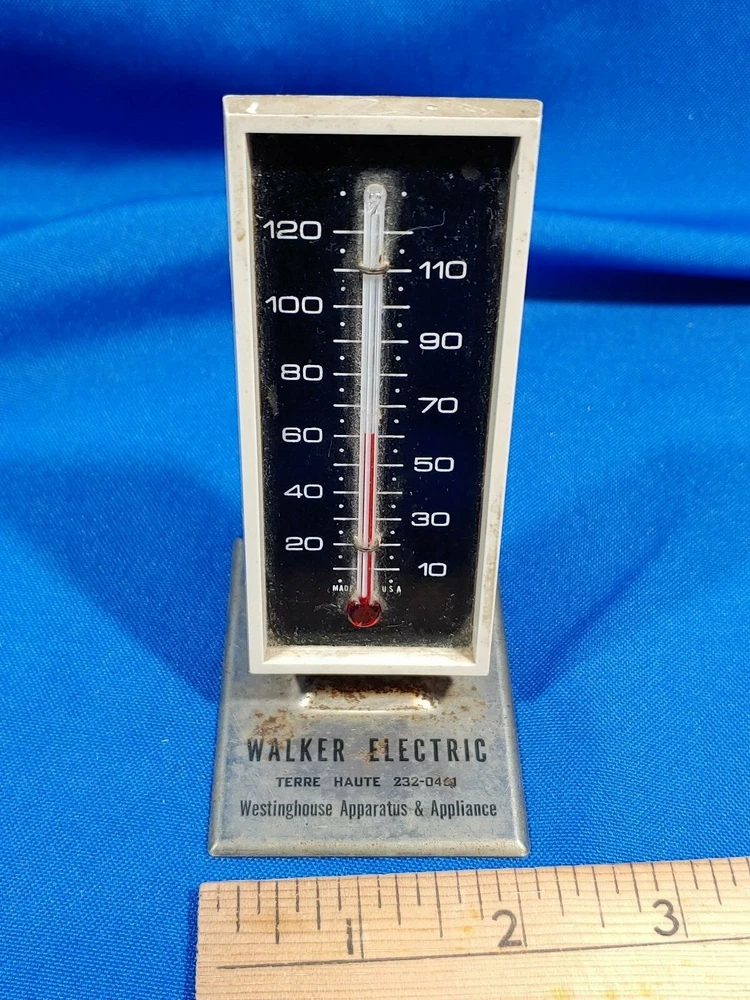 120
110
100
90
80
70
60
50
40
30
20
10
USA
WALKER ELECTRIC
TERRE HAUTE
Westinghouse Apparatus & Appliance
1 2 3